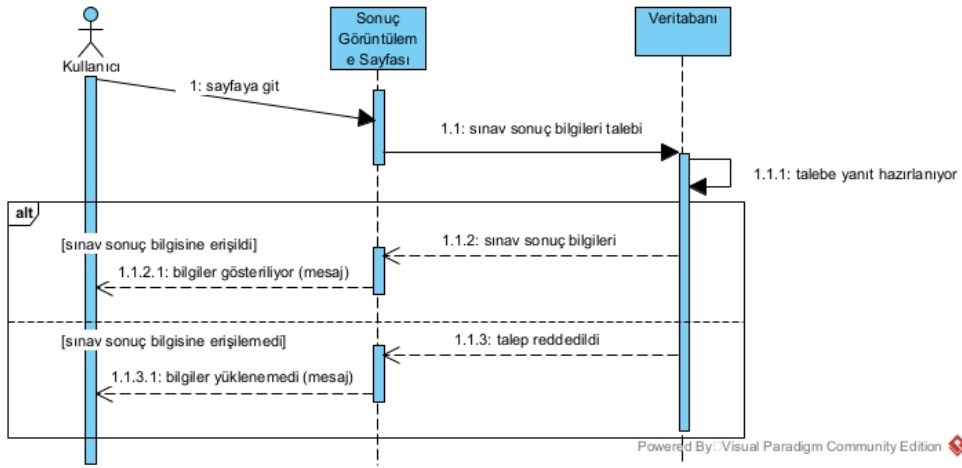 Kullanıcı
Sonuç
Görüntülem
e Sayfası
Veritabanı
1: sayfaya git
1.1: sınav sonuç bilgileri talebi
1.1.1: talebe yanıt hazırlanıyor
alt
[sınav sonuç bilgisine erişildi]
1.1.2: sınav sonuç bilgileri
1.1.2.1: bilgiler gösteriliyor (mesaj)
[sınav sonuç bilgisine erişilemedi]
1.1.3: talep reddedildi
1.1.3.1: bilgiler yüklenemedi (mesaj)
Powered By Visual Paradigm Community Edition